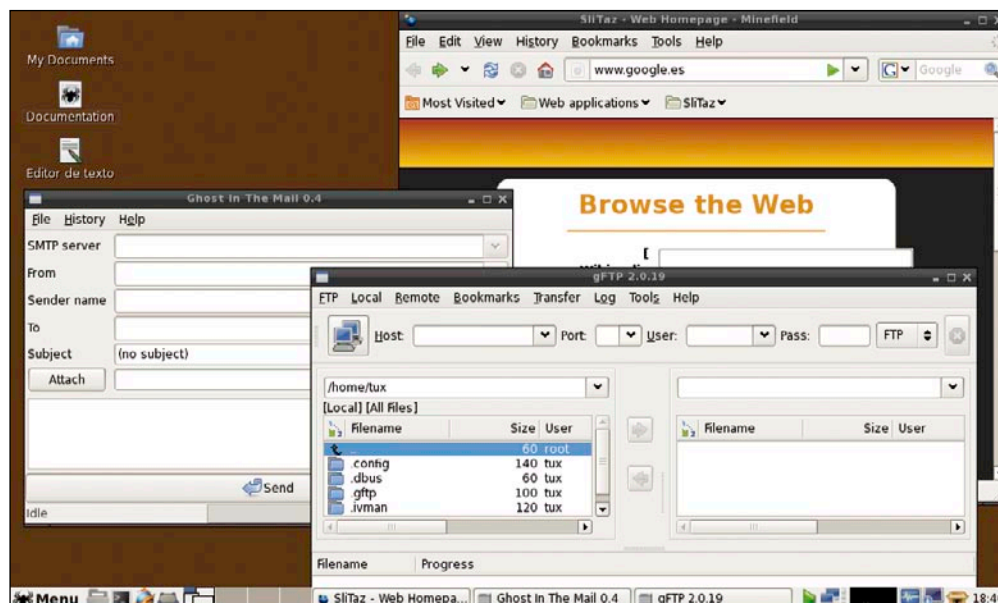 My Documents
Documentation
Editor de texto
SliTaz - Web Homepage - Minefield
File Edit View History Bookmarks Tools Help
www.google.es
Google
Most Visited Web applications SliTaz
Browse the Web
Ghost In The Mail 0.4
File History Help
SMTP server
From
Sender name
To
Subject (no subject)
Attach
Send
Idle
gFTP 2.0.19
FTP Local Remote Bookmarks Transfer Log Tools Help
Host: Port: User: Pass: FTP
/home/tux
[Local] [All Files]
Filename Size User
.. 60 root
.config 140 tux
.dbus 60 tux
.gftp 100 tux
.ivman 120 tux
Filename Size User
Filename Progress
Menu SliTaz - Web Homepa... Ghost In The Mail 0.4 gFTP 2.0.19